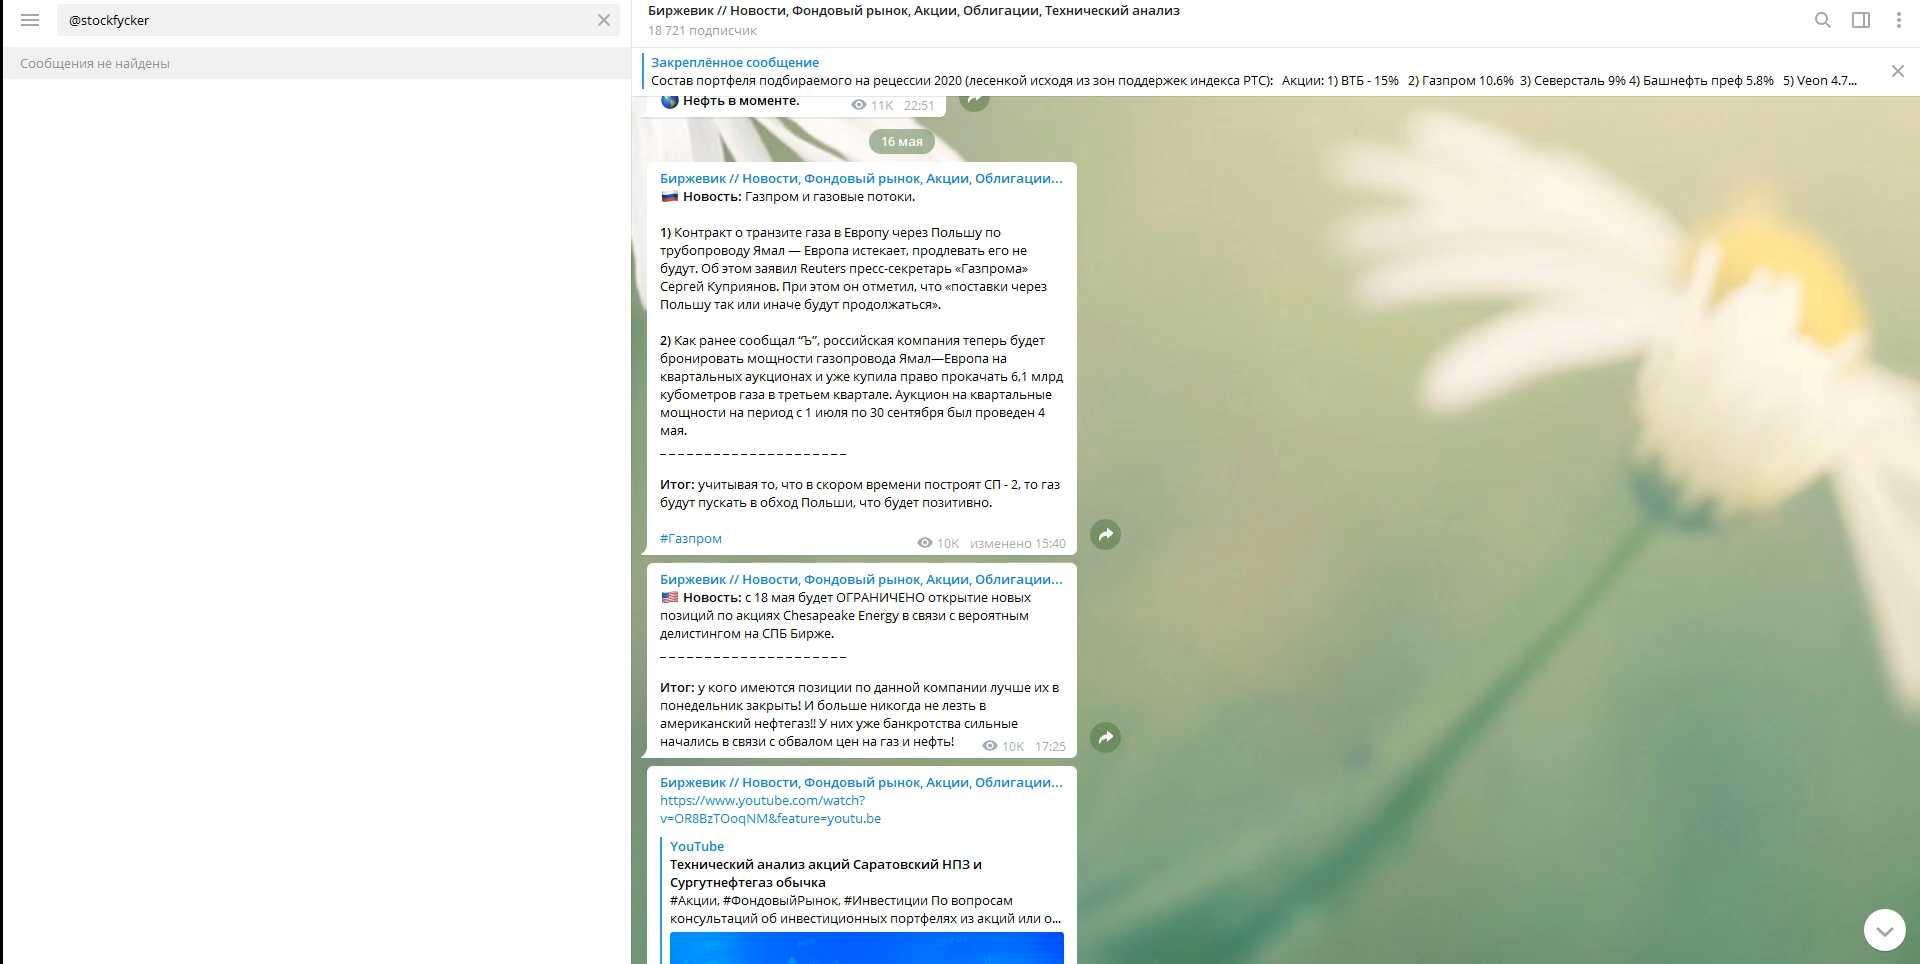 @stockfycker
Сообщения не найдены
Биржевик // Новости, Фондовый рынок, Акции, Облигации, Технический анализ
18 721 подписчик
Закреплённое сообщение
Состав портфеля подбираемого на рецессии 2020 (лесенкой исходя из зон поддержек индекса РТС): Акции: 1) ВТБ - 15% 2) Газпром 10.6% 3) Северсталь 9% 4) Башнефть преф 5.8% 5) Veon 4.7...
Нефть в моменте.
11K 22:51
16 мая
Биржевик // Новости, Фондовый рынок, Акции, Облигации...
Новость: Газпром и газовые потоки.
1) Контракт о транзите газа в Европу через Польшу по
трубопроводу Ямал — Европа истекает, продлевать его не
будут. Об этом заявил Reuters пресс-секретарь «Газпрома»
Сергей Куприянов. При этом он отметил, что «поставки через
Польшу так или иначе будут продолжаться».
2) Как ранее сообщал “Ъ”, российская компания теперь будет
бронировать мощности газопровода Ямал—Европа на
квартальных аукционах и уже купила право прокачать 6,1 млрд
кубометров газа в третьем квартале. Аукцион на квартальные
мощности на период с 1 июля по 30 сентября был проведен 4
мая.
_ _ _ _ _ _ _ _ _ _ _ _ _ _ _ _ _ _ _ _ _
Итог: учитывая то, что в скором времени построят СП - 2, то газ
будут пускать в обход Польши, что будет позитивно.
#Газпром
10K изменено 15:40
Биржевик // Новости, Фондовый рынок, Акции, Облигации...
Новость: с 18 мая будет ОГРАНИЧЕНО открытие новых
позиций по акциях Chesapeake Energy в связи с вероятным
делистингом на СПБ Бирже.
_ _ _ _ _ _ _ _ _ _ _ _ _ _ _ _ _ _ _ _ _
Итог: у кого имеются позиции по данной компании лучше их в
понедельник закрыть! И больше никогда не лезть в
американский нефтегаз!! У них уже банкротства сильные
начались в связи с обвалом цен на газ и нефть!
10K 17:25
Биржевик // Новости, Фондовый рынок, Акции, Облигации...
https://www.youtube.com/watch?
v=OR8BzTOoqNM&feature=youtu.be
YouTube
Технический анализ акций Саратовский НПЗ и
Сургутнефтегаз обычка
#Акции, #ФондовыйРынок, #Инвестиции По вопросам
консультаций об инвестиционных портфелях из акций или о...